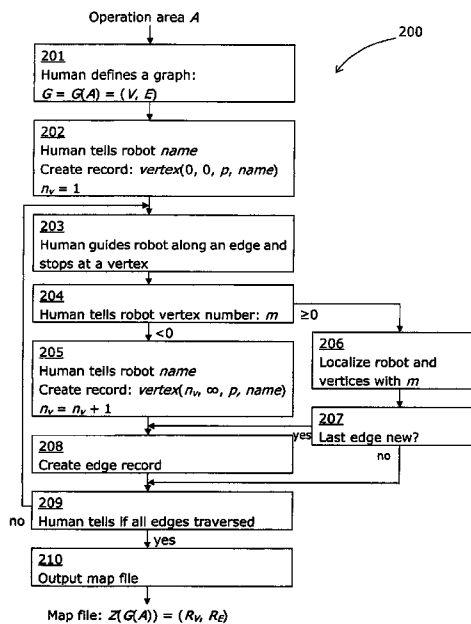 Operation area A
200
201
Human defines a graph:
G = G(A) = (V, E)
202
Human tells robot name
Create record: vertex(0, 0, p, name)
nᵥ = 1
203
Human guides robot along an edge and
stops at a vertex
204
Human tells robot vertex number: m
≥0
<0
205
Human tells robot name
Create record: vertex(nᵥ, ∞, p, name)
nᵥ = nᵥ + 1
206
Localize robot and
vertices with m
207
Last edge new?
yes
no
208
Create edge record
209
Human tells if all edges traversed
no
yes
210
Output map file
Map file: Z(G(A)) = (Rᵥ, R_E)